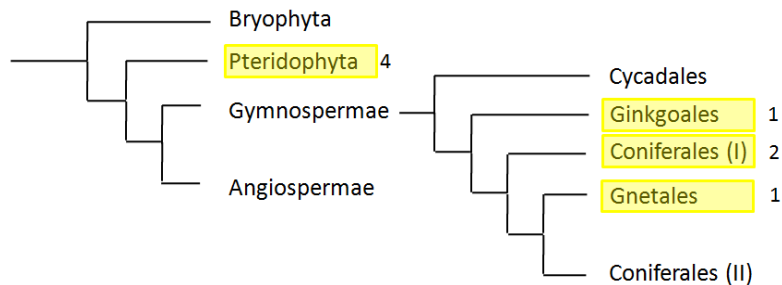 Bryophyta
Pteridophyta 4
Gymnospermae
Angiospermae
Cycadales
Ginkgoales 1
Coniferales (I) 2
Gnetales 1
Coniferales (II)